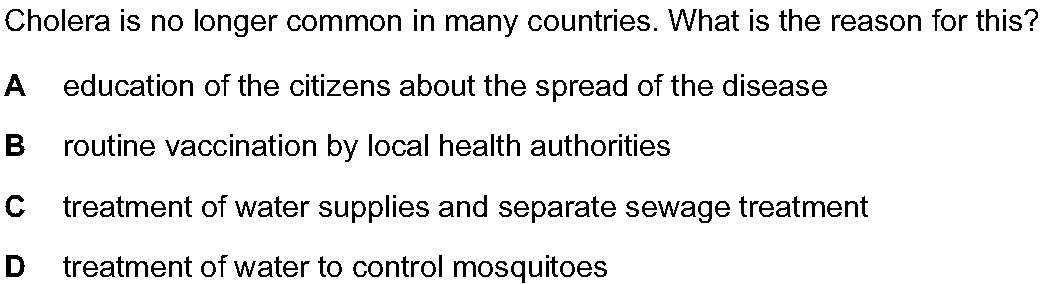 Cholera is no longer common in many countries. What is the reason for this?
A education of the citizens about the spread of the disease
B routine vaccination by local health authorities
C treatment of water supplies and separate sewage treatment
D treatment of water to control mosquitoes